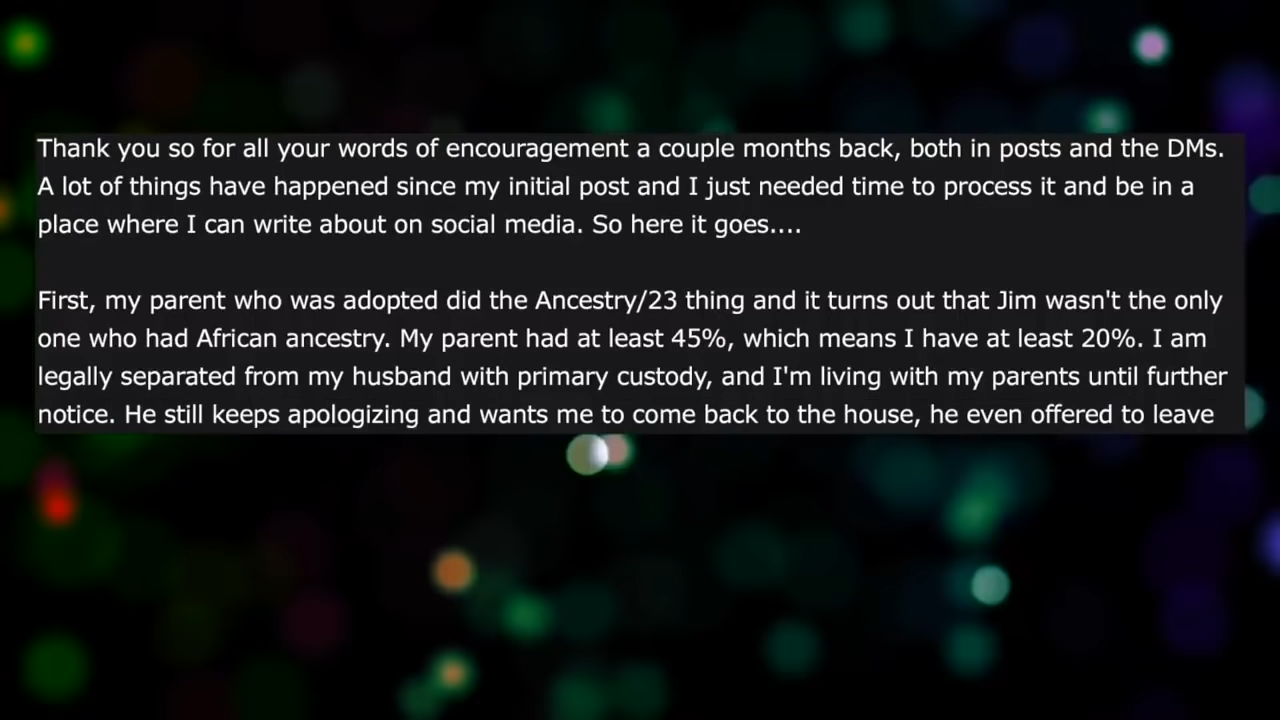 Thank you so for all your words of encouragement a couple months back, both in posts and the DMs.
A lot of things have happened since my initial post and I just needed time to process it and be in a
place where I can write about on social media. So here it goes....
First, my parent who was adopted did the Ancestry/23 thing and it turns out that Jim wasn't the only
one who had African ancestry. My parent had at least 45%, which means I have at least 20%. I am
legally separated from my husband with primary custody, and I'm living with my parents until further
notice. He still keeps apologizing and wants me to come back to the house, he even offered to leave